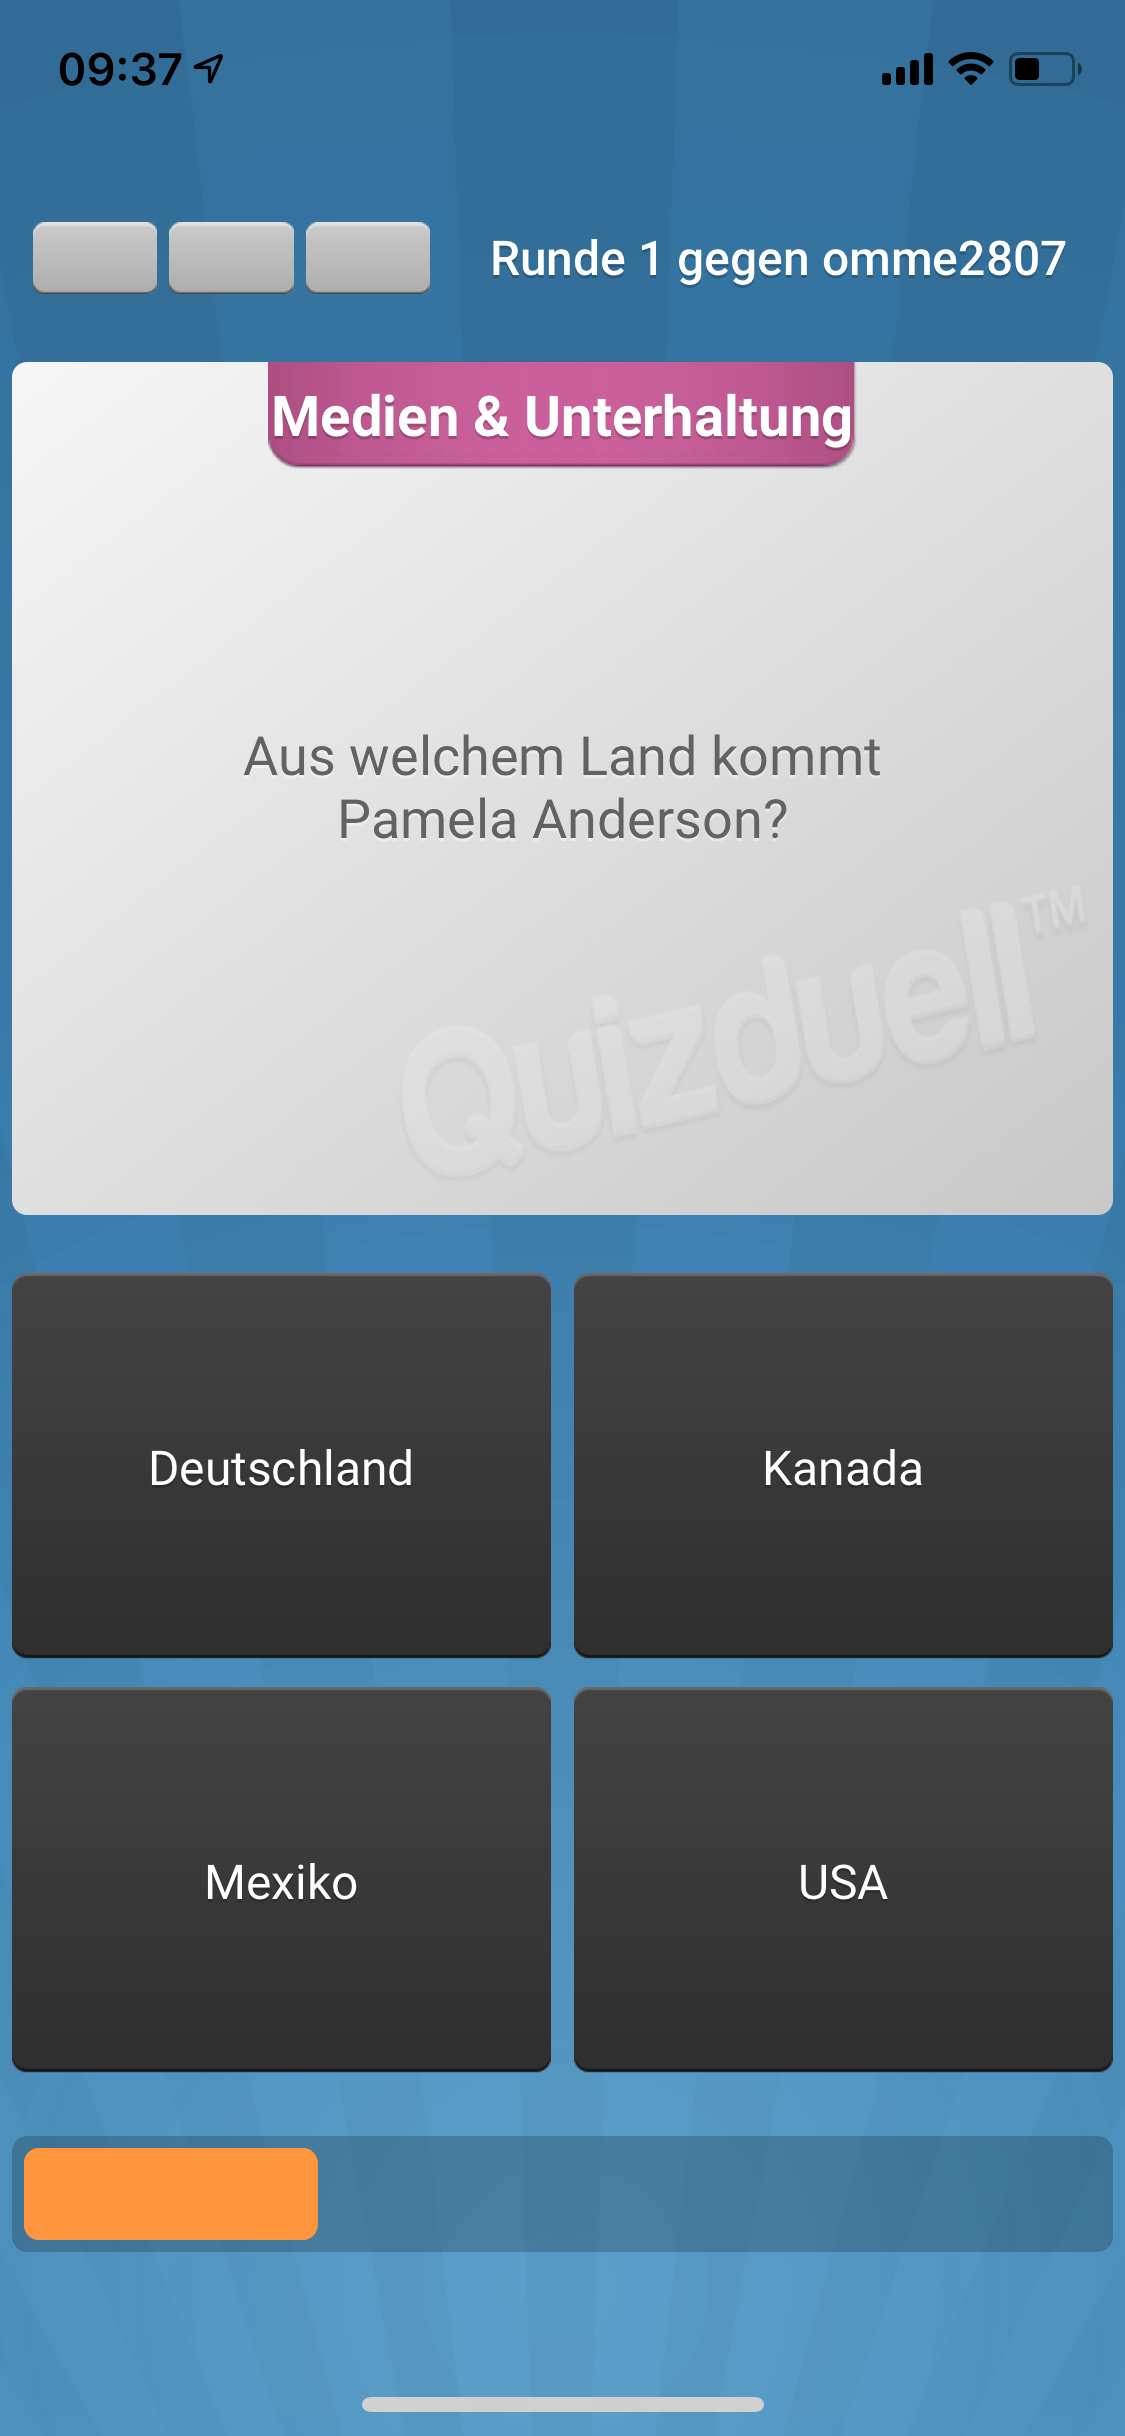 09:37
Runde 1 gegen omme2807
Medien & Unterhaltung
Aus welchem Land kommt
Pamela Anderson?
Quizduell™
Deutschland
Kanada
Mexiko
USA